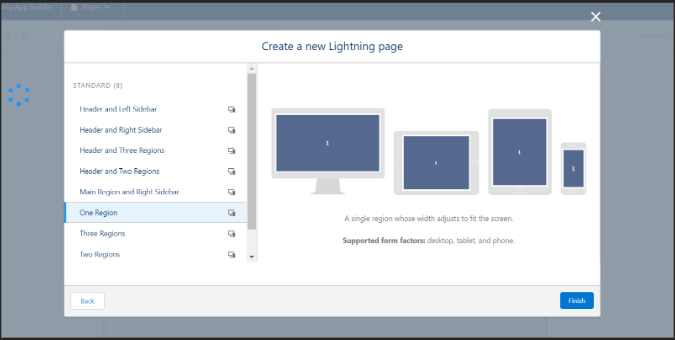 App Builder
Pages
Create a new Lightning page
STANDARD (8)
Header and Left Sidebar
Header and Right Sidebar
Header and Three Regions
Header and Two Regions
Main Region and Right Sidebar
One Region
Three Regions
Two Regions
1
1
1
1
A single region whose width adjusts to fit the screen.
Supported form factors: desktop, tablet, and phone.
Back
Finish